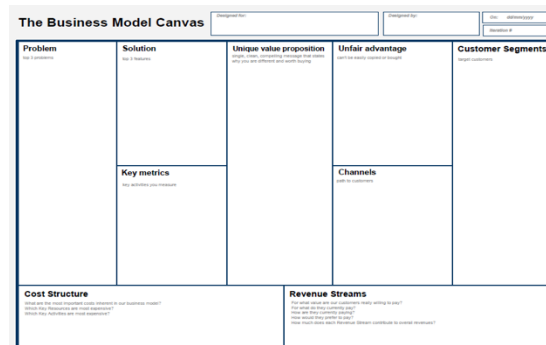 The Business Model Canvas
Designed for:
Designed by:
On: dd/mm/yyyy
Iteration #
Problem
top 3 problems
Solution
top 3 features
Unique value proposition
single, clean, compelling message that states
why you are different and worth buying
Unfair advantage
can't be easily copied or bought
Customer Segments
target customers
Key metrics
key activities you measure
Channels
path to customers
Cost Structure
What are the most important costs inherent in our business model?
Which Key Resources are most expensive?
Which Key Activities are most expensive?
Revenue Streams
For what value are our customers really willing to pay?
For what do they currently pay?
How are they currently paying?
How would they prefer to pay?
How much does each Revenue Stream contribute to overall revenues?